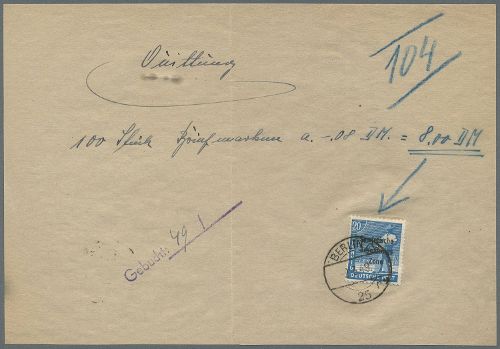 Quittung
104
100 Stück Briefmarken a. -.08 DM. = 8.00 DM
Gebucht: 49
20
BERLIN
DEUTSCHE POST
25